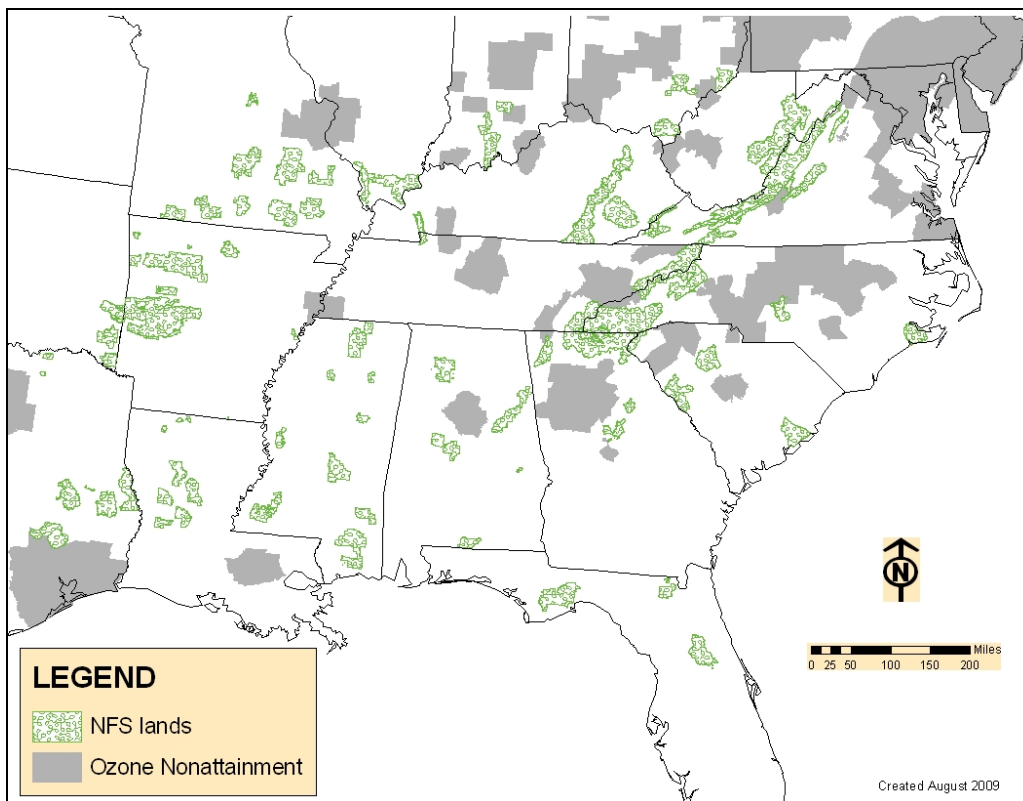 N
Miles
0 25 50 100 150 200
LEGEND
NFS lands
Ozone Nonattainment
Created August 2009